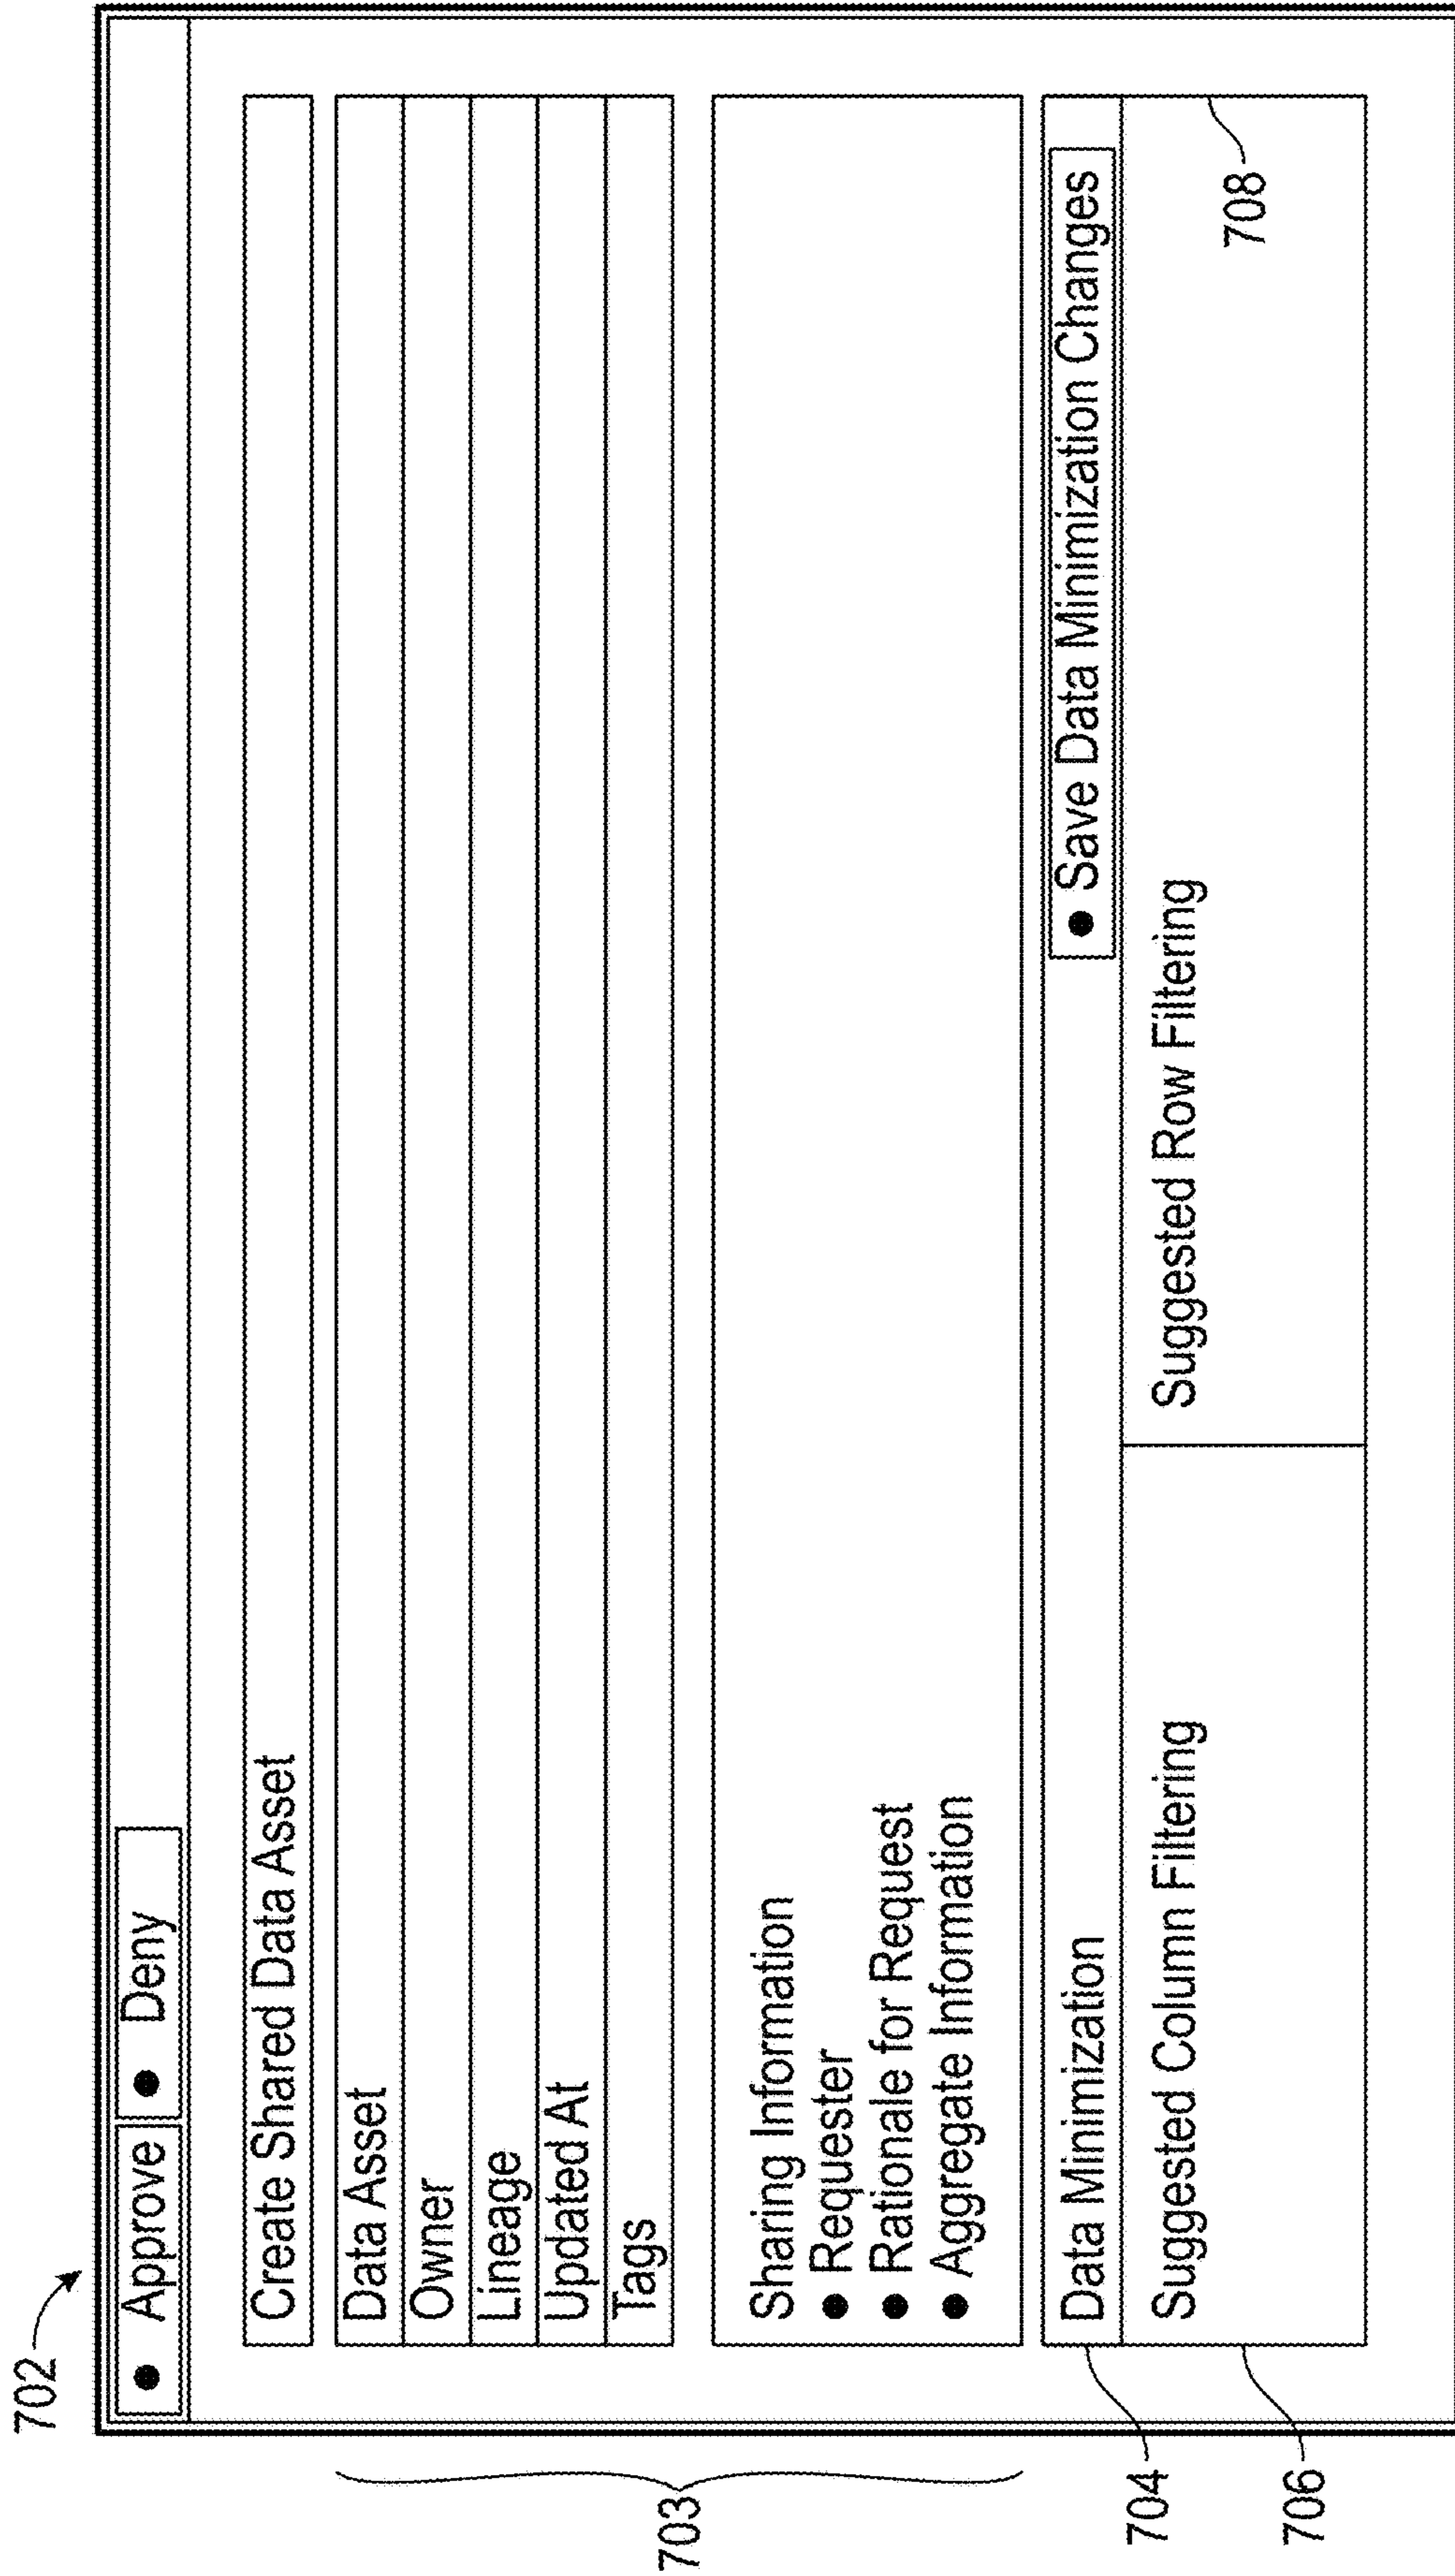 702
● Approve ● Deny
Create Shared Data Asset
Data Asset
Owner
Lineage
Updated At
Tags
703
Sharing Information
● Requester
● Rationale for Request
● Aggregate Information
704
Data Minimization ● Save Data Minimization Changes
706
Suggested Column Filtering Suggested Row Filtering
708